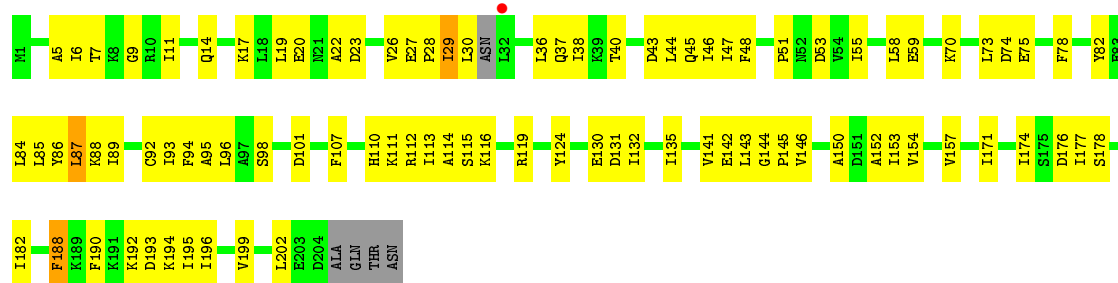 M1 A5 I6 T7 K8 G9 R10 I11 Q14 K17 L18 L19 E20 N21 A22 D23 V26 E27 P28 I29 L30 ASN L32 L36 Q37 I38 K39 T40 D43 L44 Q45 I46 I47 F48 P51 N52 D53 V54 I55 L58 E59 K70 L73 D74 E75 F78 Y82 E83
L84 L85 Y86 L87 K88 I89 G92 I93 F94 A95 L96 A97 S98 D101 F107 H110 K111 R112 I113 A114 S115 K116 R119 Y124 E130 D131 I132 I135 V141 E142 L143 G144 P145 V146 A150 D151 A152 I153 V154 V157 I171 I174 S175 D176 I177 S178
I182 F188 K189 F190 K191 K192 D193 K194 I195 I196 V199 L202 E203 D204 ALA GLN THR ASN